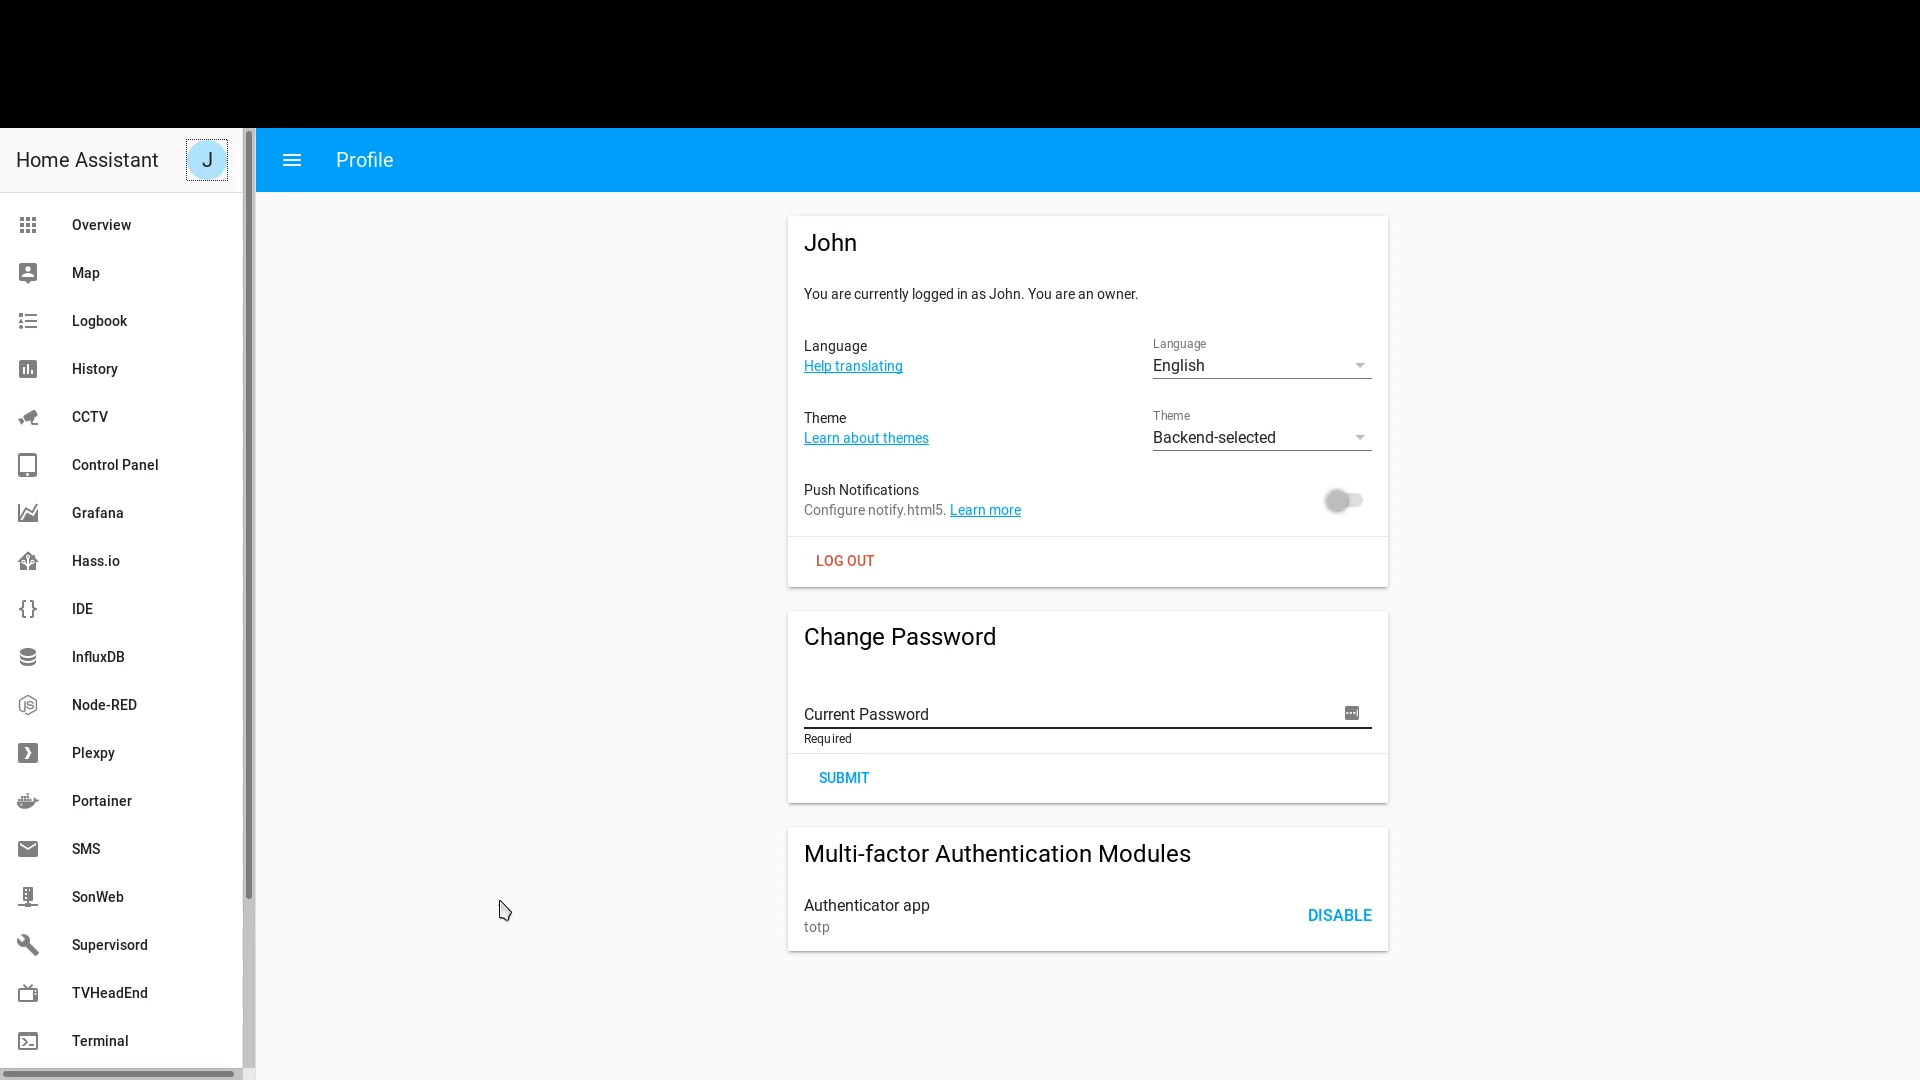 Home Assistant
J
Profile
Overview
Map
Logbook
History
CCTV
Control Panel
Grafana
Hass.io
IDE
InfluxDB
Node-RED
Plexpy
Portainer
SMS
SonWeb
Supervisord
TVHeadEnd
Terminal
John
You are currently logged in as John. You are an owner.
Language
Help translating
Language
English
Theme
Learn about themes
Theme
Backend-selected
Push Notifications
Configure notify.html5. Learn more
LOG OUT
Change Password
Current Password
Required
SUBMIT
Multi-factor Authentication Modules
Authenticator app
totp
DISABLE